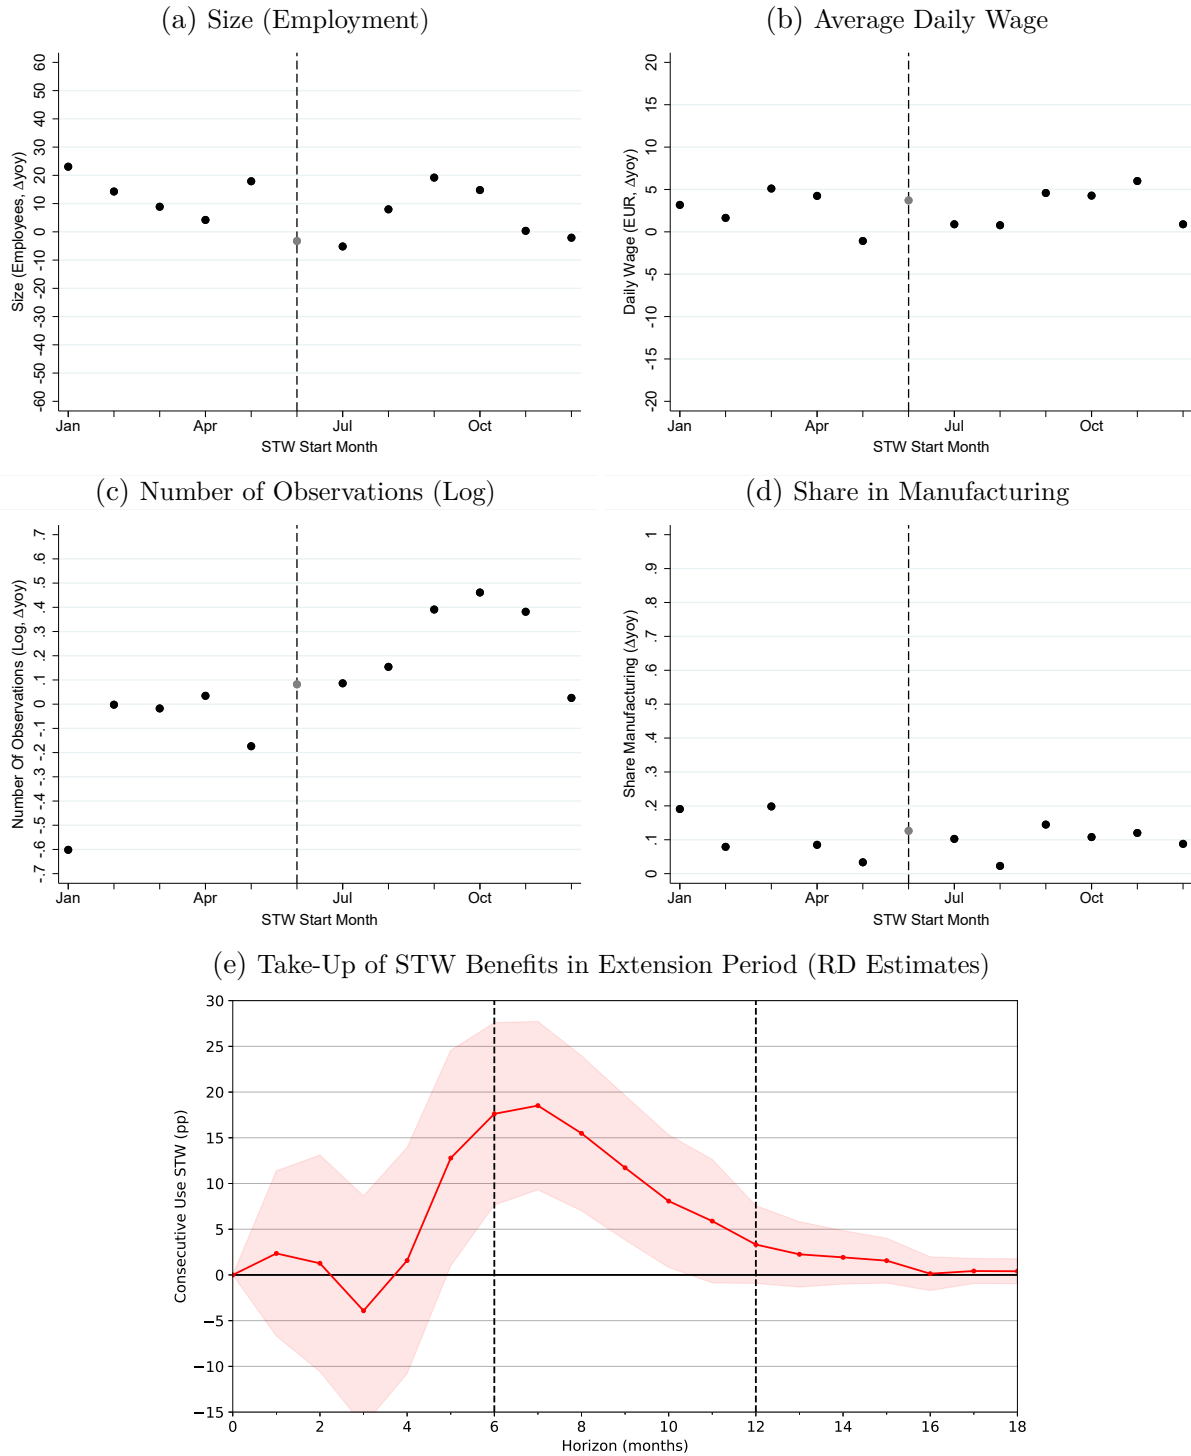 (a) Size (Employment)
Size (Employees, Δyoy)
60
50
40
30
20
10
0
-10
-20
-30
-40
-50
-60
Jan
Apr
Jul
Oct
STW Start Month
(b) Average Daily Wage
Daily Wage (EUR, Δyoy)
20
15
10
5
0
-5
-10
-15
-20
Jan
Apr
Jul
Oct
STW Start Month
(c) Number of Observations (Log)
Number Of Observations (Log, Δyoy)
.7
.6
.5
.4
.3
.2
.1
0
-.1
-.2
-.3
-.4
-.5
-.6
-.7
Jan
Apr
Jul
Oct
STW Start Month
(d) Share in Manufacturing
Share Manufacturing (Δyoy)
1
.9
.8
.7
.6
.5
.4
.3
.2
.1
0
Jan
Apr
Jul
Oct
STW Start Month
(e) Take-Up of STW Benefits in Extension Period (RD Estimates)
Consecutive Use STW (pp)
30
25
20
15
10
5
0
−5
−10
−15
0
2
4
6
8
10
12
14
16
18
Horizon (months)